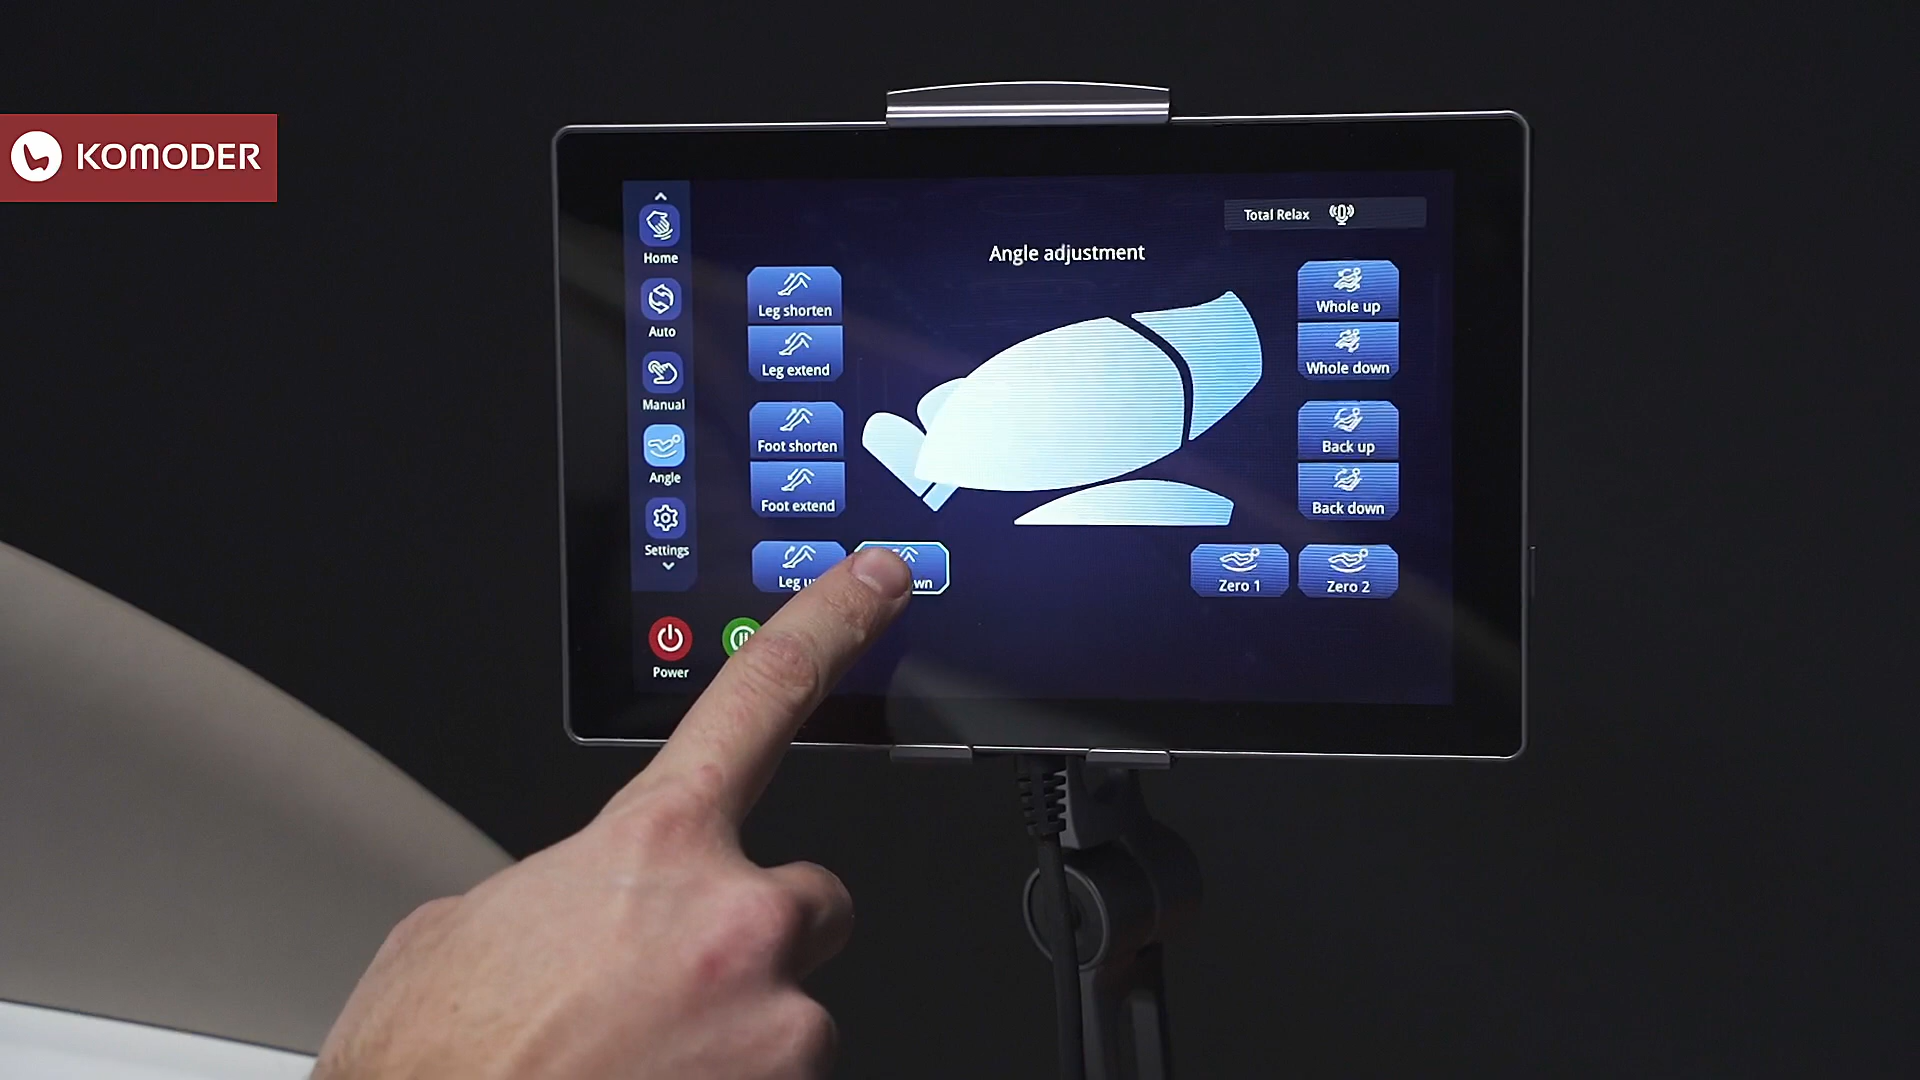 KOMODER
Total Relax
Angle adjustment
Home
Auto
Manual
Angle
Settings
Power
Leg shorten
Leg extend
Foot shorten
Foot extend
Leg
Whole up
Whole down
Back up
Back down
Zero 1
Zero 2